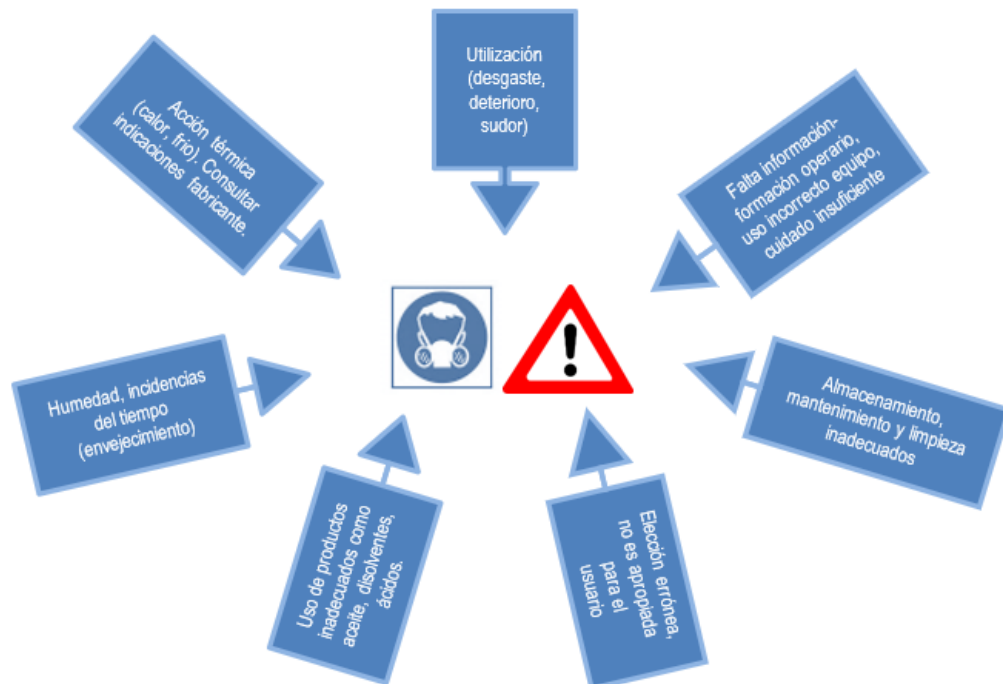 Utilización
(desgaste,
deterioro,
sudor)
Falta información-
formación operario,
uso incorrecto equipo,
cuidado insuficiente
Almacenamiento,
mantenimiento y limpieza
inadecuados
Elección errónea,
no es apropiada
para el
usuario
Uso de productos
inadecuados como
aceite, disolventes,
ácidos.
Humedad, incidencias
del tiempo
(envejecimiento)
Acción térmica
(calor, frio). Consultar
indicaciones fabricante.